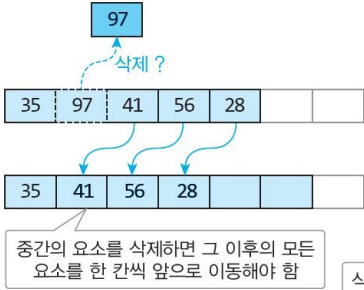 97
삭제 ?
35 97 41 56 28
35 41 56 28
중간의 요소를 삭제하면 그 이후의 모든
요소를 한 칸씩 앞으로 이동해야 함